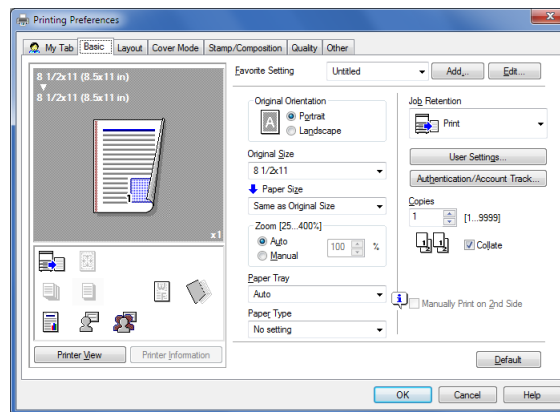 Printing Preferences
My Tab
Basic
Layout
Cover Mode
Stamp/Composition
Quality
Other
8 1/2x11 (8.5x11 in)
8 1/2x11 (8.5x11 in)
1
x1
Printer View
Printer Information
Favorite Setting
Untitled
Add...
Edit...
Original Orientation
A
Portrait
Landscape
Original Size
8 1/2x11
Paper Size
Same as Original Size
Zoom [25...400%]
Auto
Manual
100
%
Paper Tray
Auto
Paper Type
No setting
Job Retention
Print
User Settings...
Authentication/Account Track...
Copies
1
[1...9999]
Collate
Manually Print on 2nd Side
Default
OK
Cancel
Help